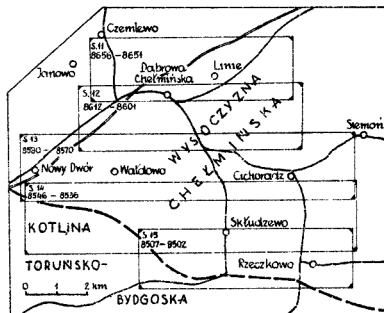 Czemlewo
S.11
8656-8651
Janowo
Linie
Dąbrowa
Chełmińska
S.12
8612-8601
WYSOCZYZNA
CHEŁMIŃSKA
S.13
8580-8570
Siemoń
Nowy Dwór
Wałdowo
Cichoradz
S.14
8546-8536
KOTLINA
Skłudzewo
S.15
8507-8502
TORUŃSKO-
Rzeczkowo
0 1 2 km
BYDGOSKA